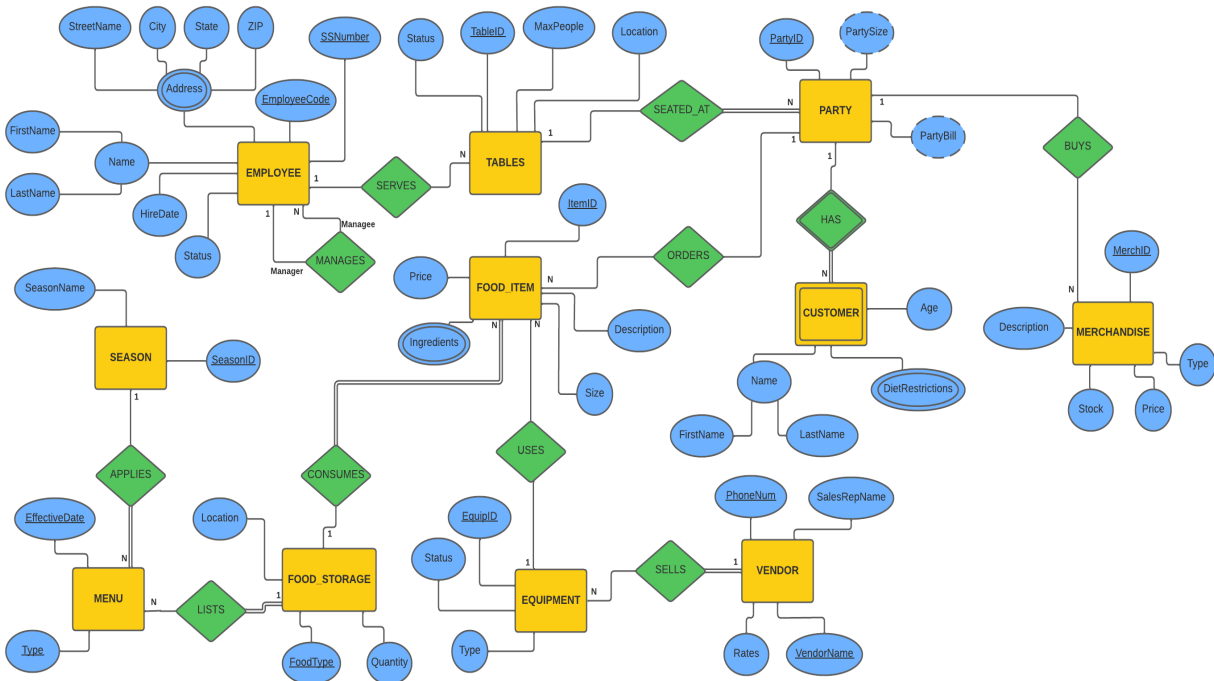 StreetName
City
State
ZIP
SSNumber
Address
EmployeeCode
FirstName
Name
LastName
HireDate
Status
EMPLOYEE
1
1
N
Managee
Manager
MANAGES
SERVES
N
Status
TableID
MaxPeople
Location
TABLES
1
SEATED_AT
N
PartyID
PartySize
PARTY
1
PartyBill
1
1
BUYS
N
HAS
N
ORDERS
N
ItemID
Price
FOOD_ITEM
Ingredients
N
N
Description
Size
CUSTOMER
Age
Name
DietRestrictions
FirstName
LastName
MerchID
Description
MERCHANDISE
Type
Stock
Price
SeasonName
SEASON
SeasonID
1
APPLIES
N
EffectiveDate
MENU
Type
N
LISTS
1
Location
CONSUMES
1
FOOD_STORAGE
FoodType
Quantity
USES
1
EquipID
Status
EQUIPMENT
Type
N
SELLS
1
PhoneNum
SalesRepName
VENDOR
Rates
VendorName